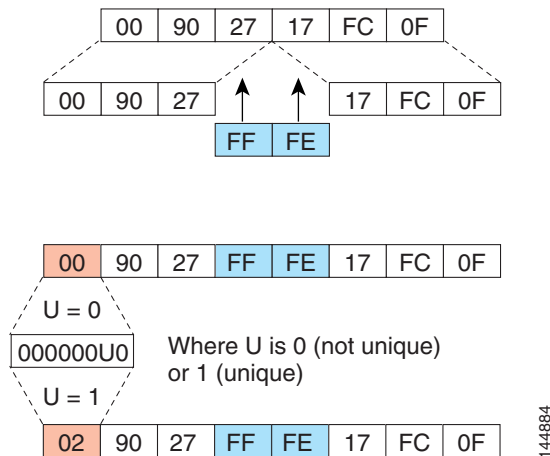 00 90 27 17 FC 0F
00 90 27 17 FC 0F
FF FE
00 90 27 FF FE 17 FC 0F
U = 0
000000U0
Where U is 0 (not unique)
or 1 (unique)
U = 1
02 90 27 FF FE 17 FC 0F
144884